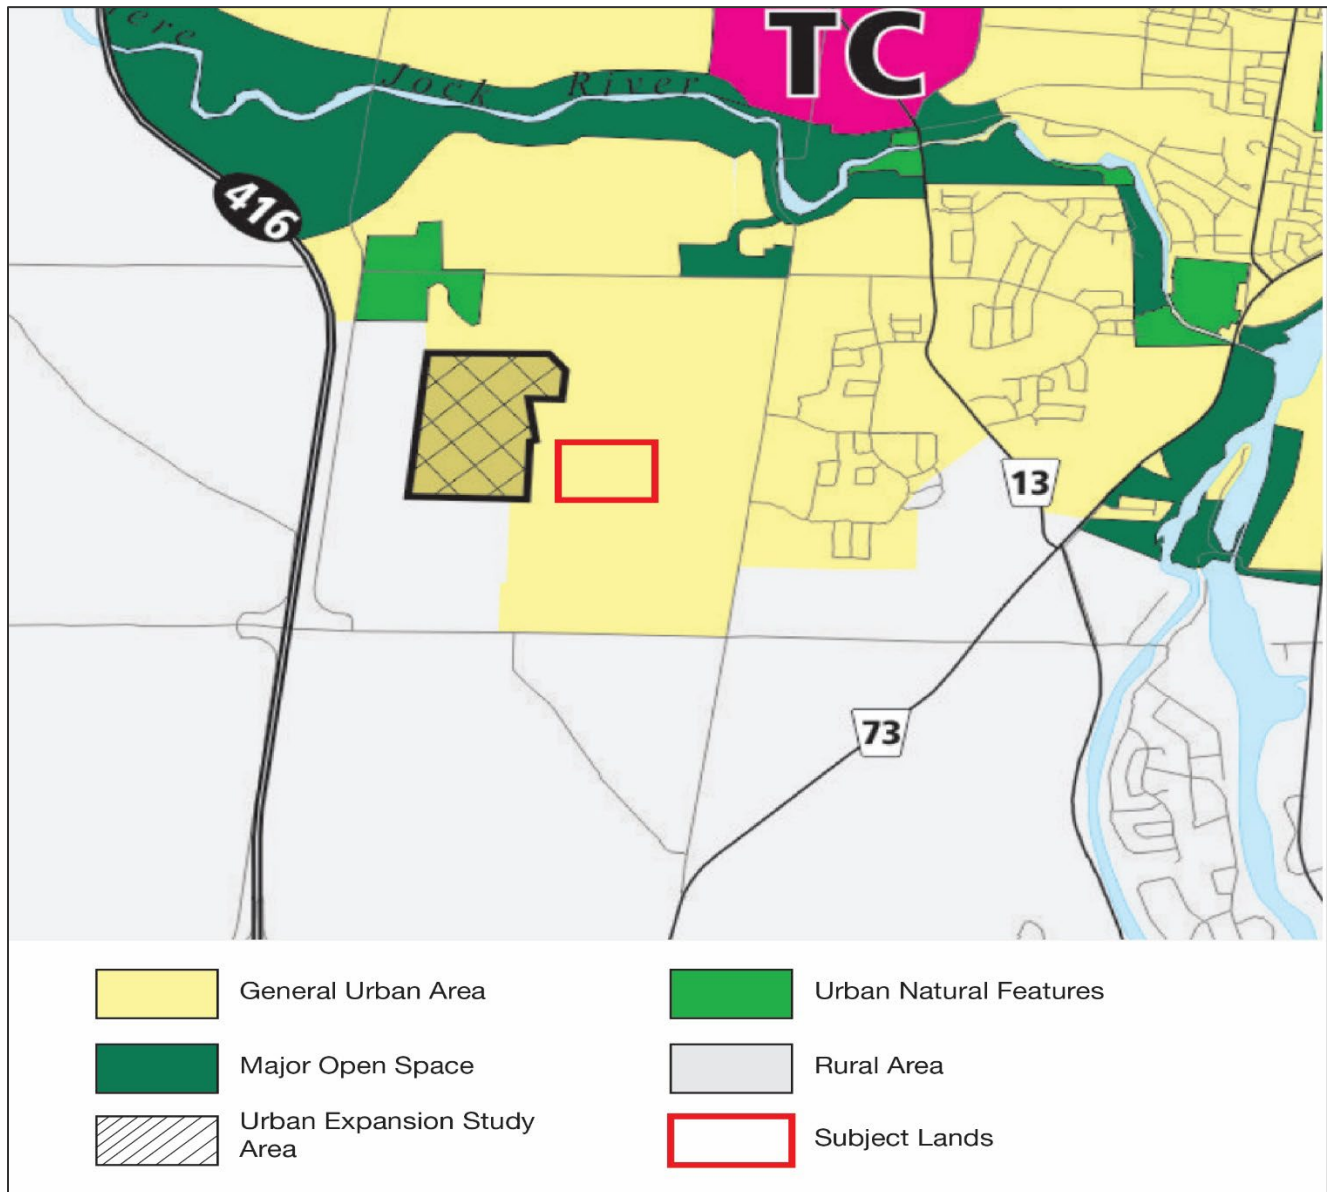 TC
ere
Jock River
416
13
73
General Urban Area
Urban Natural Features
Major Open Space
Rural Area
Urban Expansion Study
Area
Subject Lands